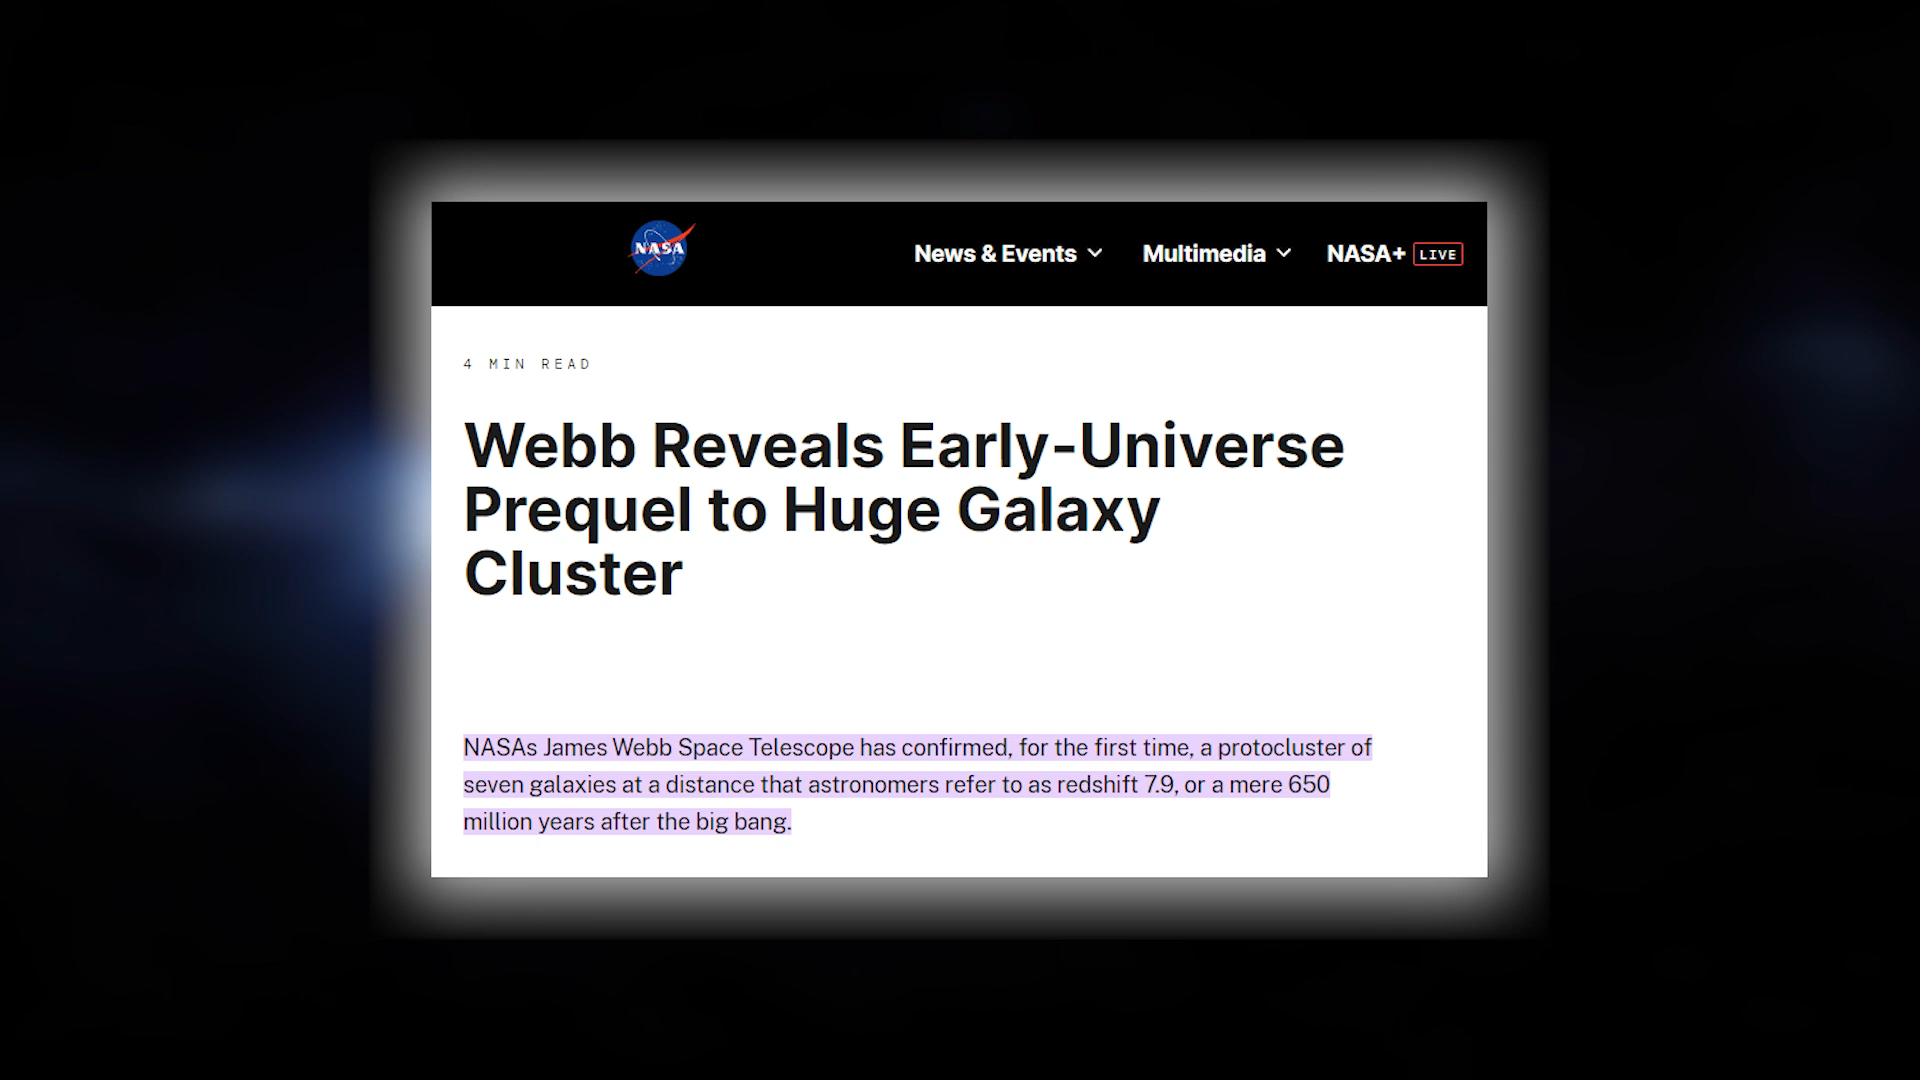 NASA
News & Events
Multimedia
NASA+ LIVE
4 MIN READ
Webb Reveals Early-Universe
Prequel to Huge Galaxy
Cluster
NASAs James Webb Space Telescope has confirmed, for the first time, a protocluster of
seven galaxies at a distance that astronomers refer to as redshift 7.9, or a mere 650
million years after the big bang.